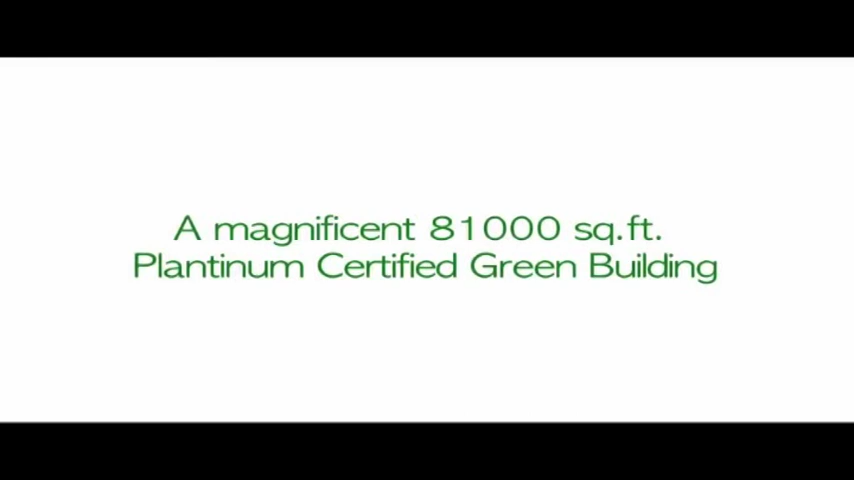 A magnificent 81000 sq.ft.
Plantinum Certified Green Building